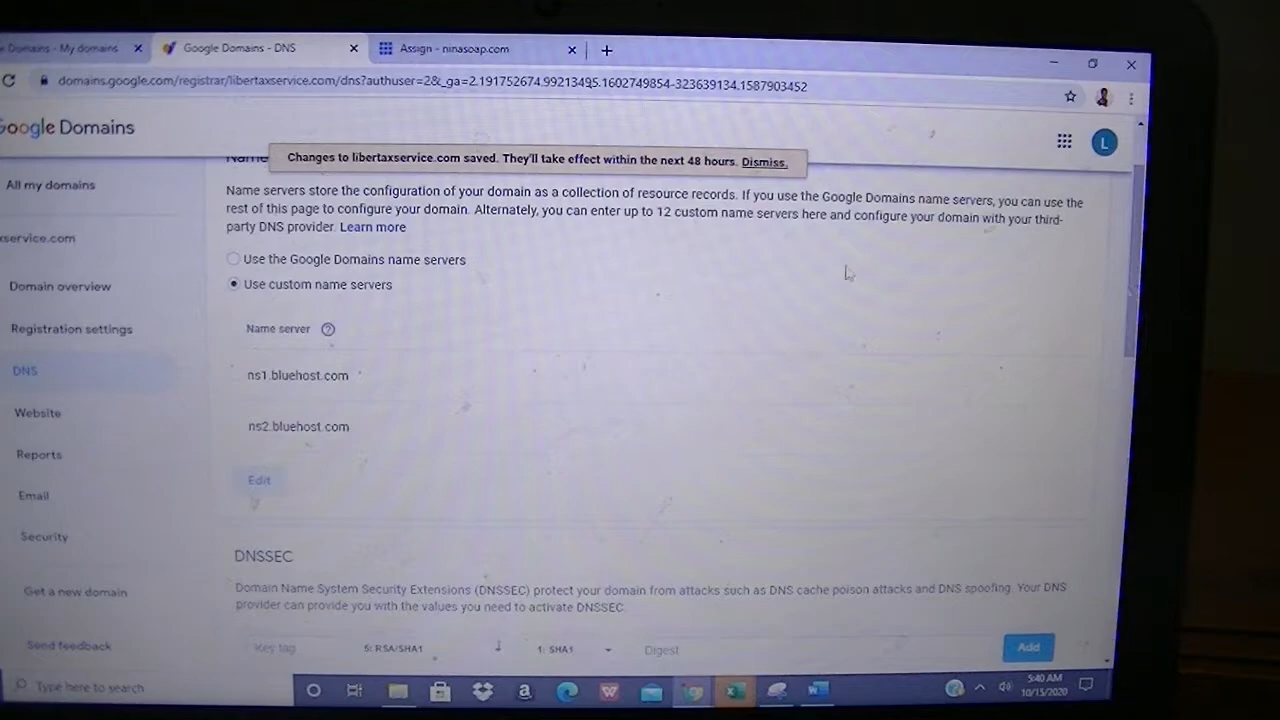 Domains - My domains
Google Domains - DNS
Assign - ninasoap.com
domains.google.com/registrar/libertaxservice.com/dns?authuser=2&_ga=2.191752674.99213495.1602749854-323639134.1587903452
Google Domains
L
Changes to libertaxservice.com saved. They'll take effect within the next 48 hours. Dismiss.
All my domains
Name servers store the configuration of your domain as a collection of resource records. If you use the Google Domains name servers, you can use the
rest of this page to configure your domain. Alternately, you can enter up to 12 custom name servers here and configure your domain with your third-
party DNS provider. Learn more
xservice.com
Use the Google Domains name servers
Use custom name servers
Domain overview
Registration settings
Name server ?
DNS
ns1.bluehost.com
Website
ns2.bluehost.com
Reports
Edit
Email
Security
DNSSEC
Domain Name System Security Extensions (DNSSEC) protect your domain from attacks such as DNS cache poison attacks and DNS spoofing. Your DNS
provider can provide you with the values you need to activate DNSSEC.
Get a new domain
Send feedback
Key tag
5: RSA/SHA1
1: SHA1
Digest
Add
Type here to search
5:40 AM
10/15/2020